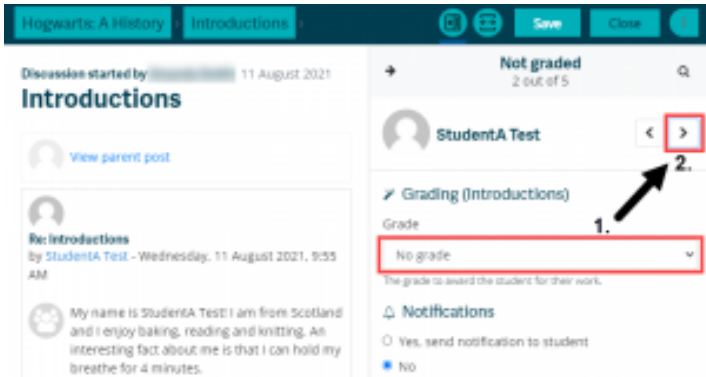 Hogwarts: A History
Introductions
Save
Close
Discussion started by
11 August 2021
Introductions
View parent post
Re: Introductions
by StudentA Test - Wednesday, 11 August 2021, 9:55
AM
My name is StudentA Test! I am from Scotland
and I enjoy baking, reading and knitting. An
interesting fact about me is that I can hold my
breathe for 4 minutes.
Not graded
2 out of 5
StudentA Test
2.
Grading (Introductions)
1.
Grade
No grade
The grade to award the student for their work.
Notifications
Yes, send notification to student
No